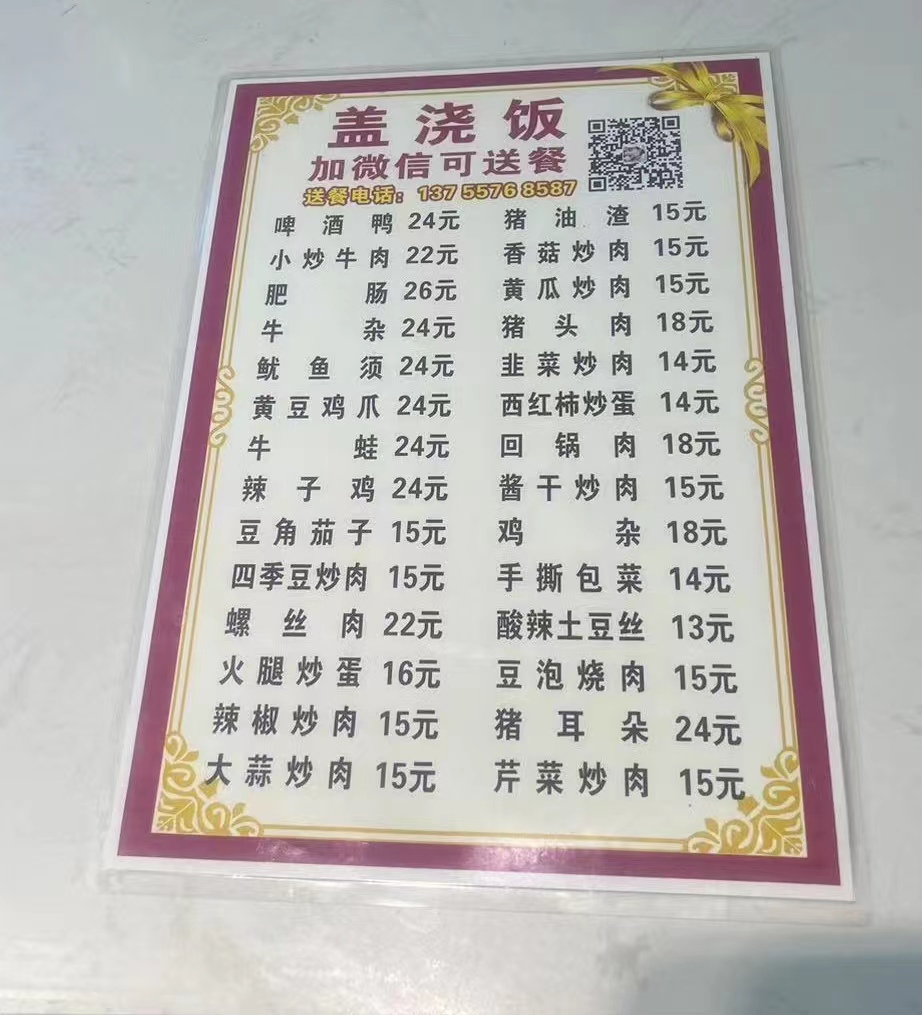 盖浇饭
加微信可送餐
送餐电话：137 5576 8587
啤酒鸭 24元 猪油渣 15元
小炒牛肉 22元 香菇炒肉 15元
肥肠 26元 黄瓜炒肉 15元
牛杂 24元 猪头肉 18元
鱿鱼须 24元 韭菜炒肉 14元
黄豆鸡爪 24元 西红柿炒蛋 14元
牛蛙 24元 回锅肉 18元
辣子鸡 24元 酱干炒肉 15元
豆角茄子 15元 鸡杂 18元
四季豆炒肉 15元 手撕包菜 14元
螺丝肉 22元 酸辣土豆丝 13元
火腿炒蛋 16元 豆泡烧肉 15元
辣椒炒肉 15元 猪耳朵 24元
大蒜炒肉 15元 芹菜炒肉 15元